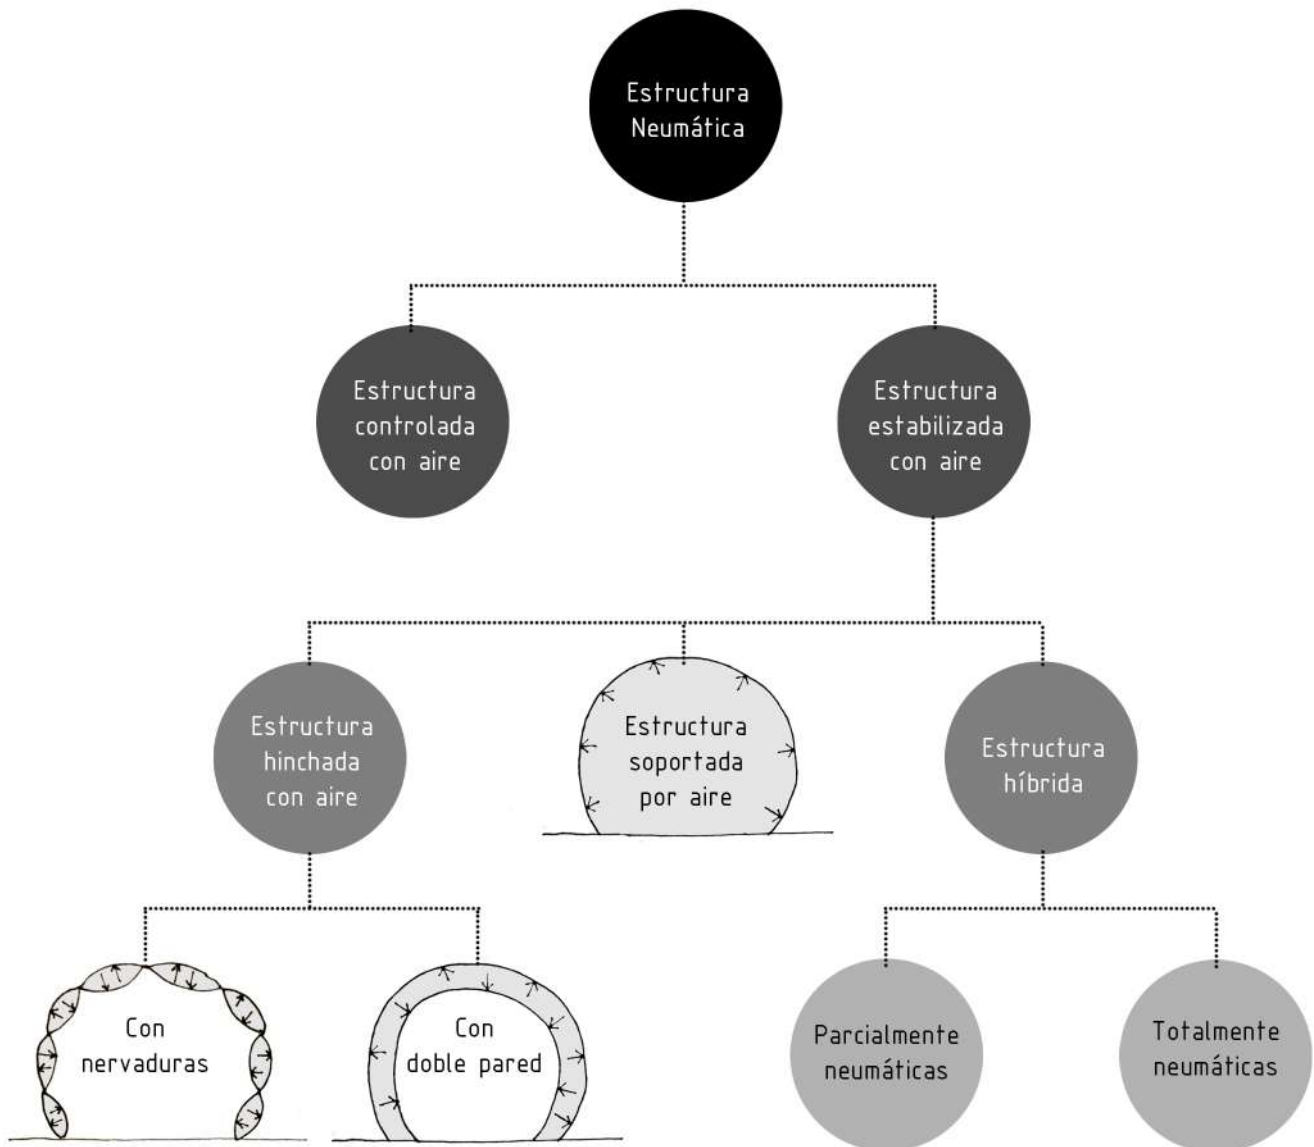 Estructura
Neumática
Estructura
controlada
con aire
Estructura
estabilizada
con aire
Estructura
hinchada
con aire
Estructura
soportada
por aire
Estructura
híbrida
Con
nervaduras
Con
doble pared
Parcialmente
neumáticas
Totalmente
neumáticas